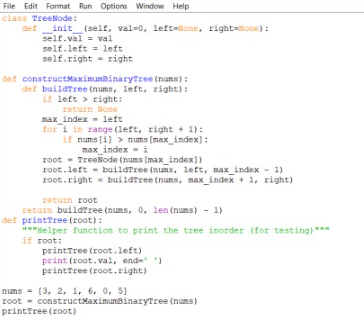 File Edit Format Run Options Window Help
class TreeNode:
    def __init__(self, val=0, left=None, right=None):
        self.val = val
        self.left = left
        self.right = right

def constructMaximumBinaryTree(nums):
    def buildTree(nums, left, right):
        if left > right:
            return None
        max_index = left
        for i in range(left, right + 1):
            if nums[i] > nums[max_index]:
                max_index = i
        root = TreeNode(nums[max_index])
        root.left = buildTree(nums, left, max_index - 1)
        root.right = buildTree(nums, max_index + 1, right)

        return root
    return buildTree(nums, 0, len(nums) - 1)
def printTree(root):
    """Helper function to print the tree inorder (for testing)"""
    if root:
        printTree(root.left)
        print(root.val, end=' ')
        printTree(root.right)

nums = [3, 2, 1, 6, 0, 5]
root = constructMaximumBinaryTree(nums)
printTree(root)